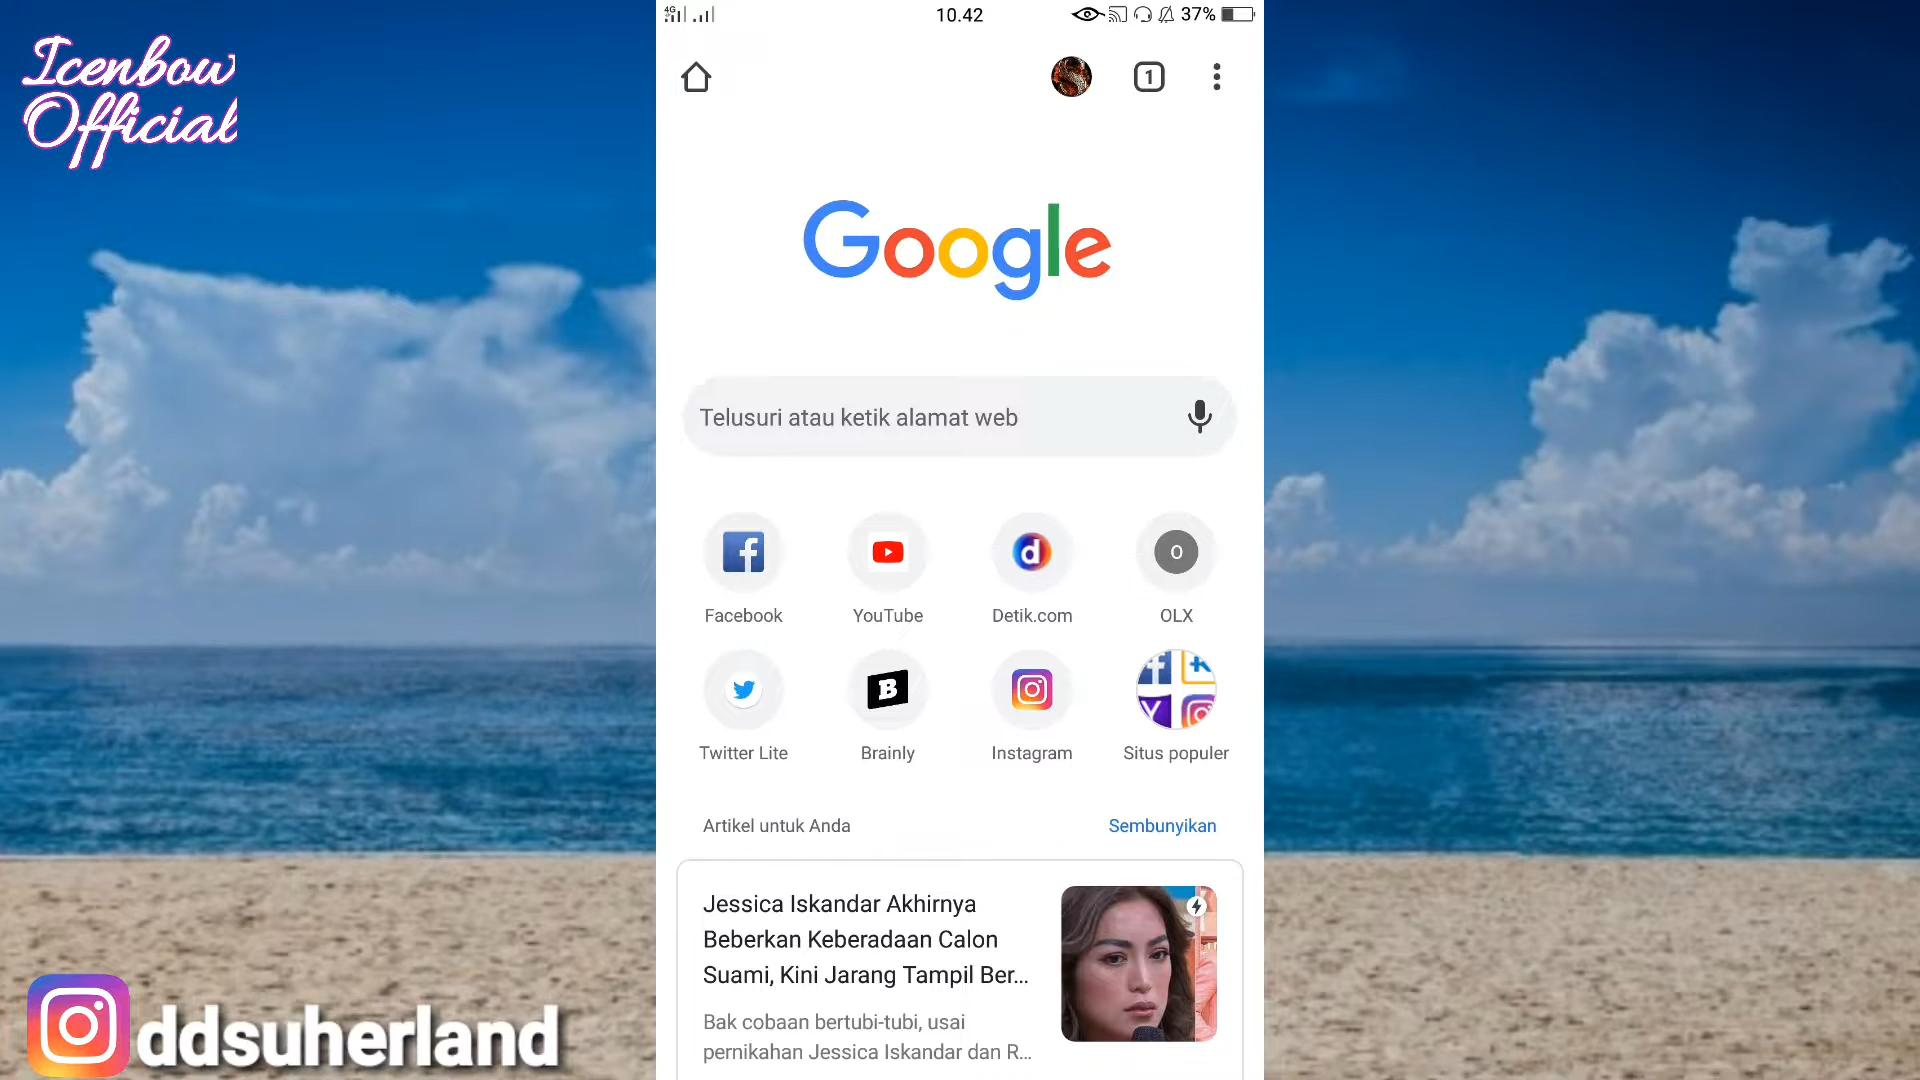 Icenbow
Official
4G
10.42
37%
1
Google
Telusuri atau ketik alamat web
Facebook
YouTube
Detik.com
OLX
Twitter Lite
Brainly
Instagram
Situs populer
Artikel untuk Anda
Sembunyikan
Jessica Iskandar Akhirnya
Beberkan Keberadaan Calon
Suami, Kini Jarang Tampil Ber...
Bak cobaan bertubi-tubi, usai
pernikahan Jessica Iskandar dan R...
ddsuherland